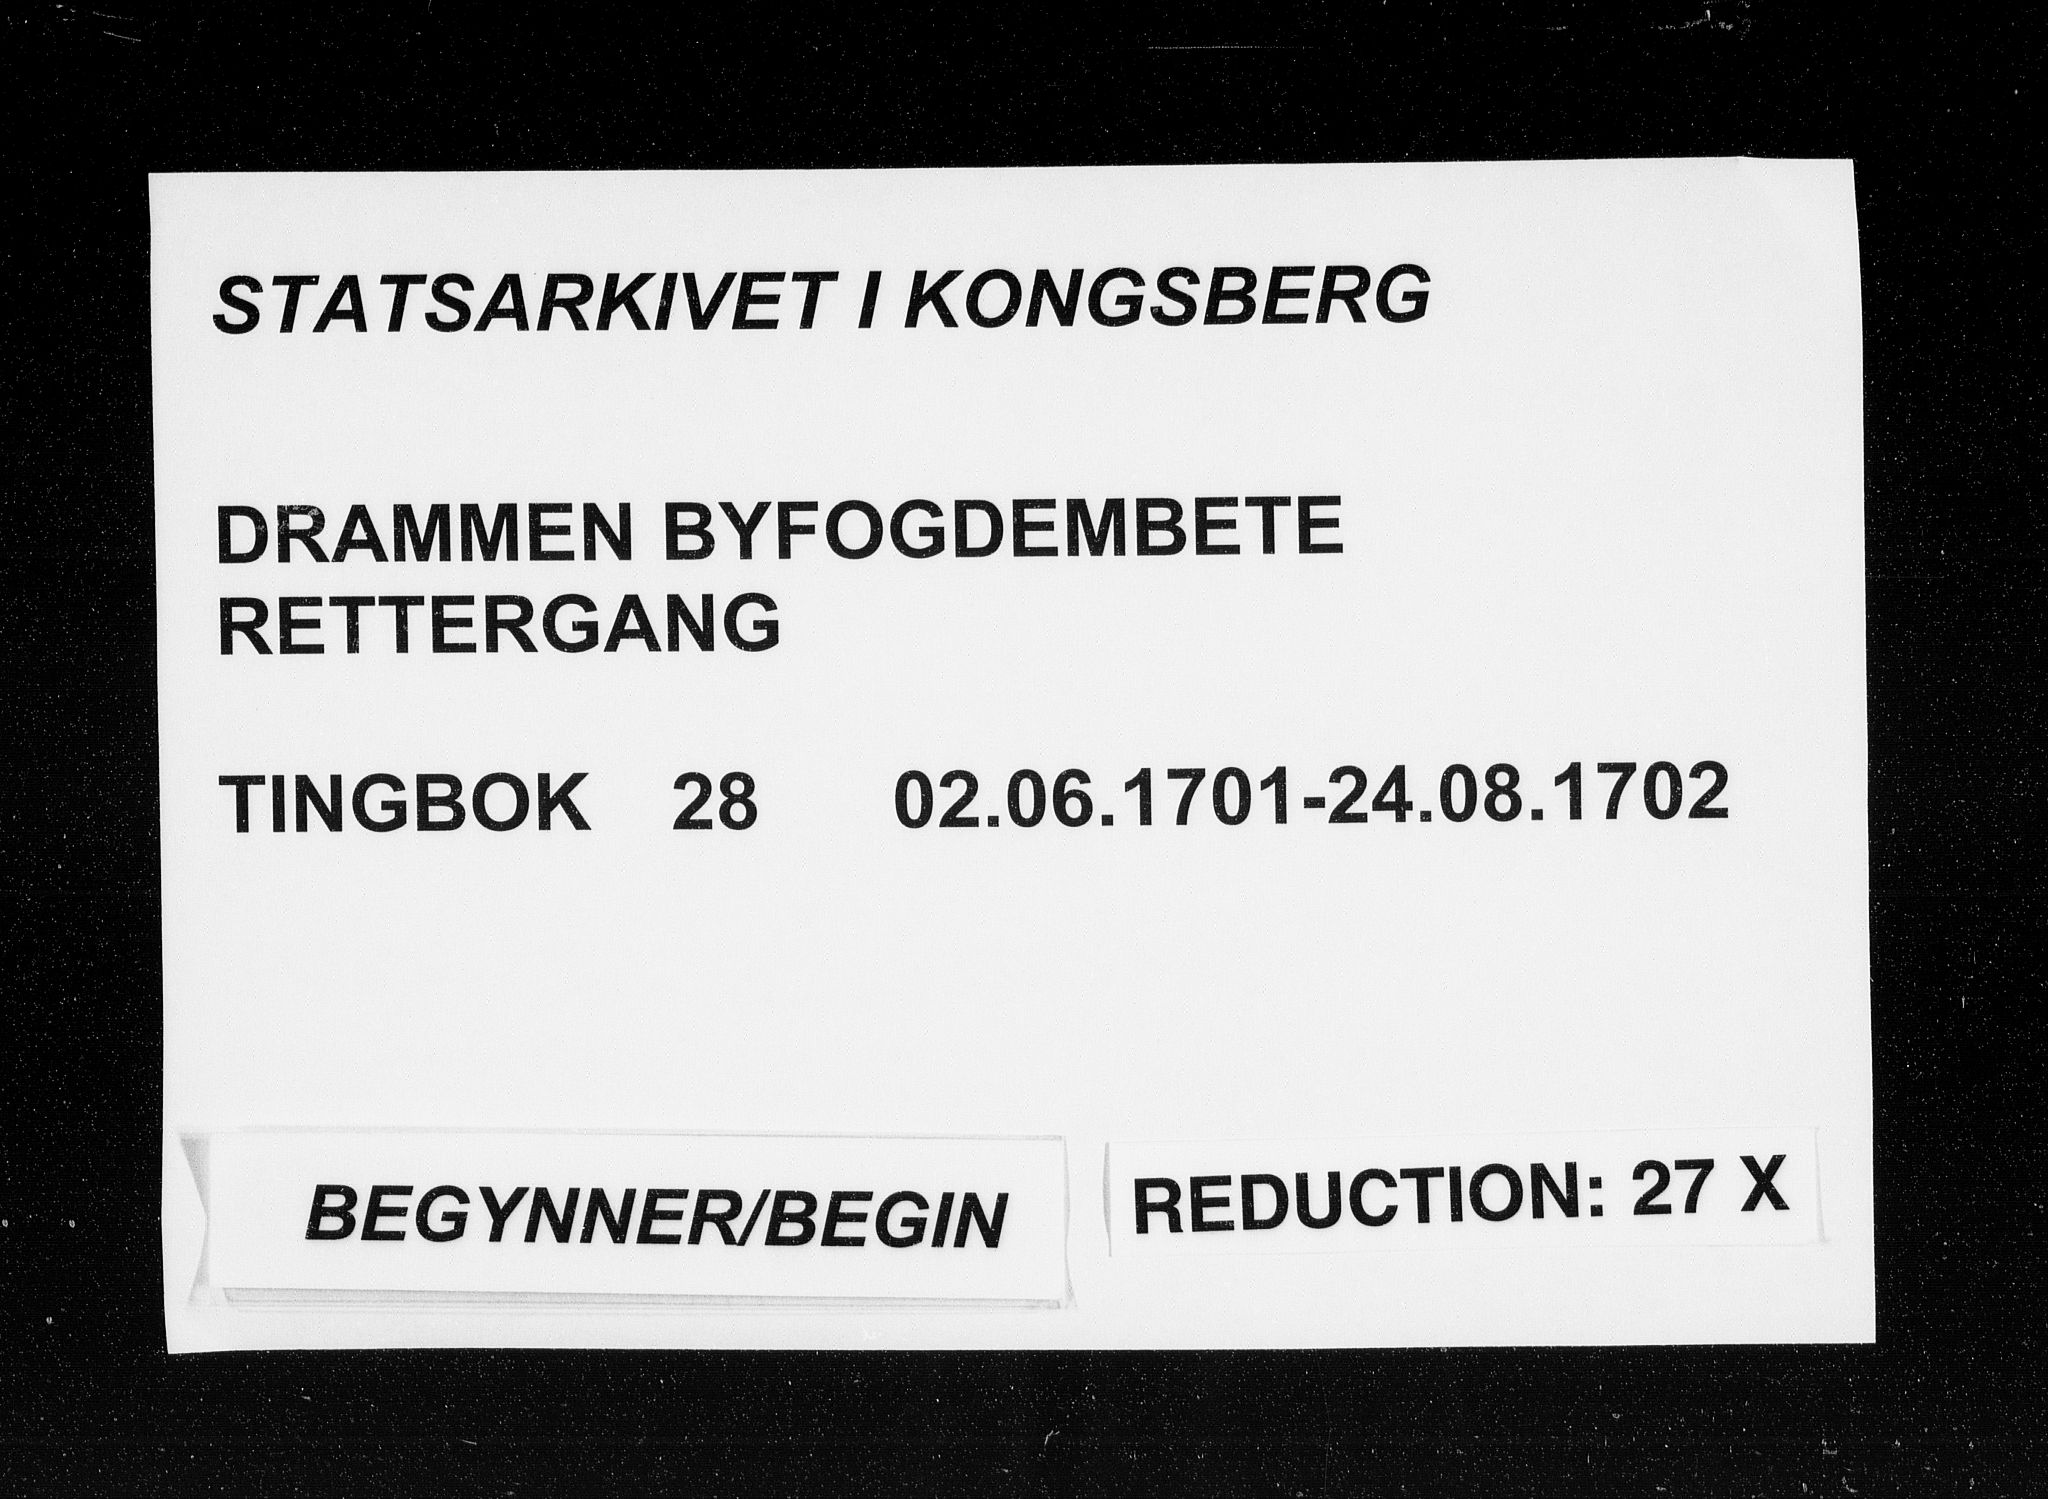 STATSARKIVET I KONGSBERG
DRAMMEN BYFOGDEMBETE
RETTERGANG
TINGBOK 28 02.06.1701-24.08.1702
BEGYNNER/BEGIN
REDUCTION: 27 X